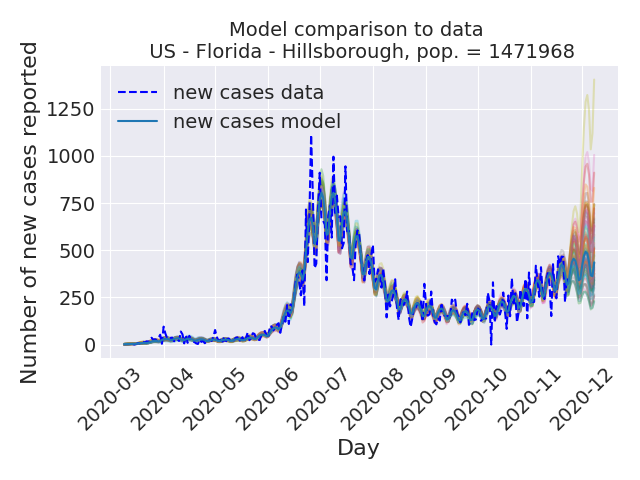 Model comparison to data
US - Florida - Hillsborough, pop. = 1471968
Number of new cases reported
new cases data
new cases model
1250
1000
750
500
250
0
2020-03
2020-04
2020-05
2020-06
2020-07
2020-08
2020-09
2020-10
2020-11
2020-12
Day